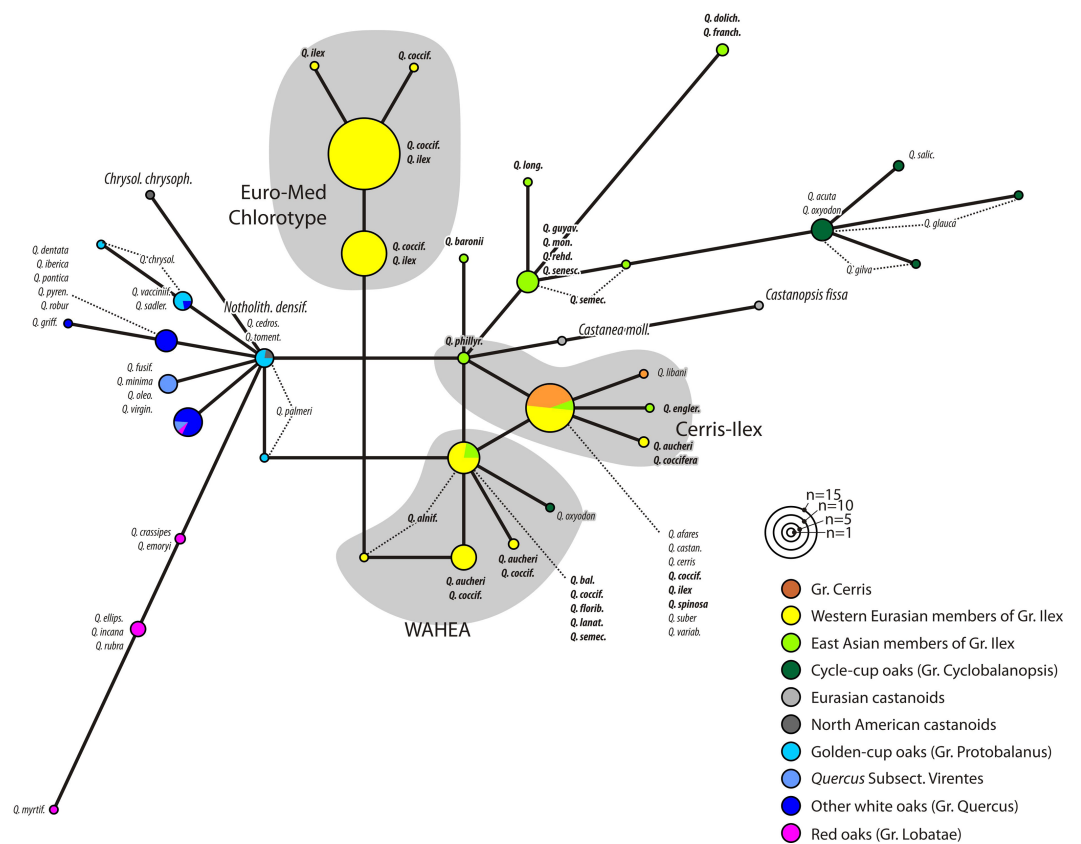 Q. dolich.
Q. franch.
Q. ilex
Q. coccif.
Q. coccif.
Q. ilex
Euro-Med
Chlorotype
Q. coccif.
Q. ilex
Chrysol. chrysoph.
Q. long.
Q. salic.
Q. acuta
Q. oxyodon
Q. glauca
Q. gilva
Q. guyav.
Q. mon.
Q. rehd.
Q. senesc.
Q. semec.
Q. baronii
Q. dentata
Q. iberica
Q. pontica
Q. pyren.
Q. robur
Q. griff.
Q. chrysol.
Q. vacciniif.
Q. sadler.
Notholith. densif.
Q. cedros.
Q. toment.
Castanopsis fissa
Castanea moll.
Q. phillyr.
Q. fusif.
Q. minima
Q. oleo.
Q. virgin.
Q. palmeri
Q. libani
Q. engler.
Cerris-Ilex
Q. aucheri
Q. coccifera
Q. alnif.
Q. oxyodon
Q. aucheri
Q. coccif.
Q. aucheri
Q. coccif.
WAHEA
Q. bal.
Q. coccif.
Q. florib.
Q. lanat.
Q. semec.
Q. afares
Q. castan.
Q. cerris
Q. coccif.
Q. ilex
Q. spinosa
Q. suber
Q. variab.
Q. crassipes
Q. emoryi
Q. ellips.
Q. incana
Q. rubra
Q. myrtif.
n=15
n=10
n=5
n=1
Gr. Cerris
Western Eurasian members of Gr. Ilex
East Asian members of Gr. Ilex
Cycle-cup oaks (Gr. Cyclobalanopsis)
Eurasian castanoids
North American castanoids
Golden-cup oaks (Gr. Protobalanus)
Quercus Subsect. Virentes
Other white oaks (Gr. Quercus)
Red oaks (Gr. Lobatae)